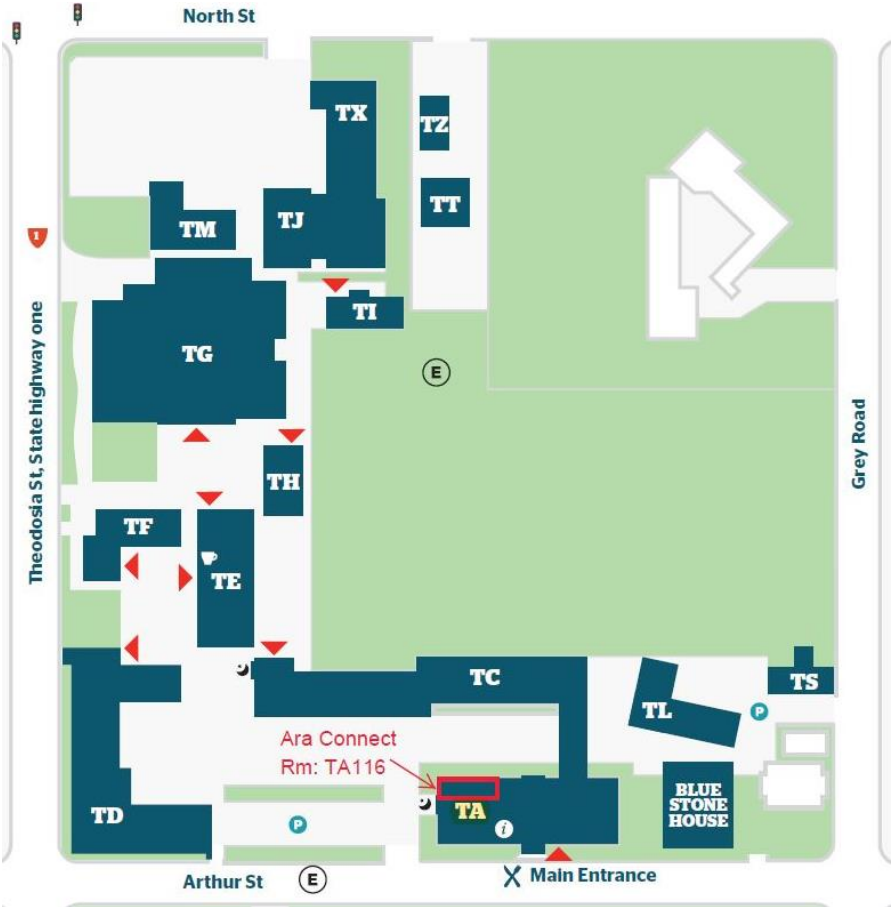 North St
TX
TZ
TT
TJ
TM
1
TI
TG
E
Theodosia St, State highway one
Grey Road
TH
TF
TE
TC
TS
TL
P
Ara Connect
Rm: TA116
BLUE
STONE
HOUSE
TA
i
TD
P
Arthur St
E
Main Entrance